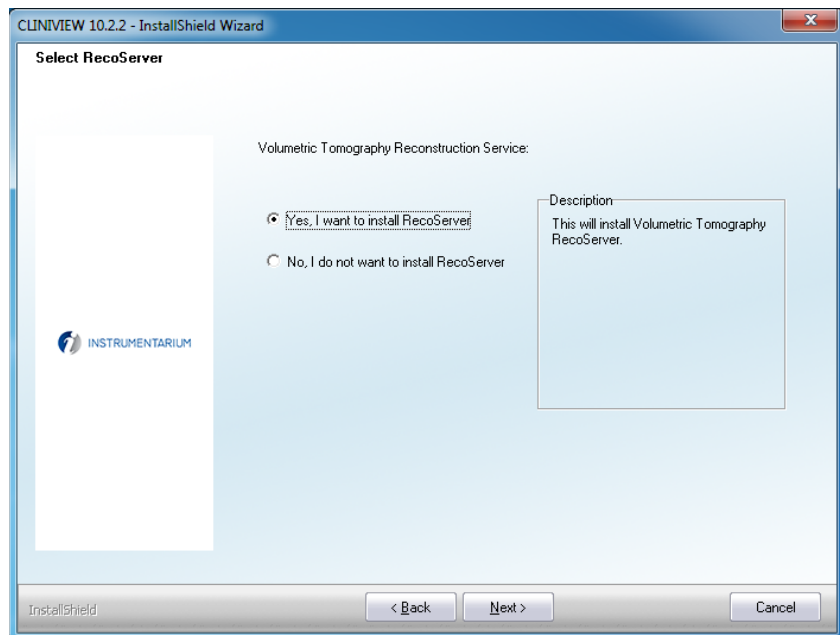 CLINIVIEW 10.2.2 - InstallShield Wizard
Select RecoServer
Volumetric Tomography Reconstruction Service:
Yes, I want to install RecoServer
No, I do not want to install RecoServer
Description
This will install Volumetric Tomography
RecoServer.
INSTRUMENTARIUM
InstallShield
< Back
Next >
Cancel